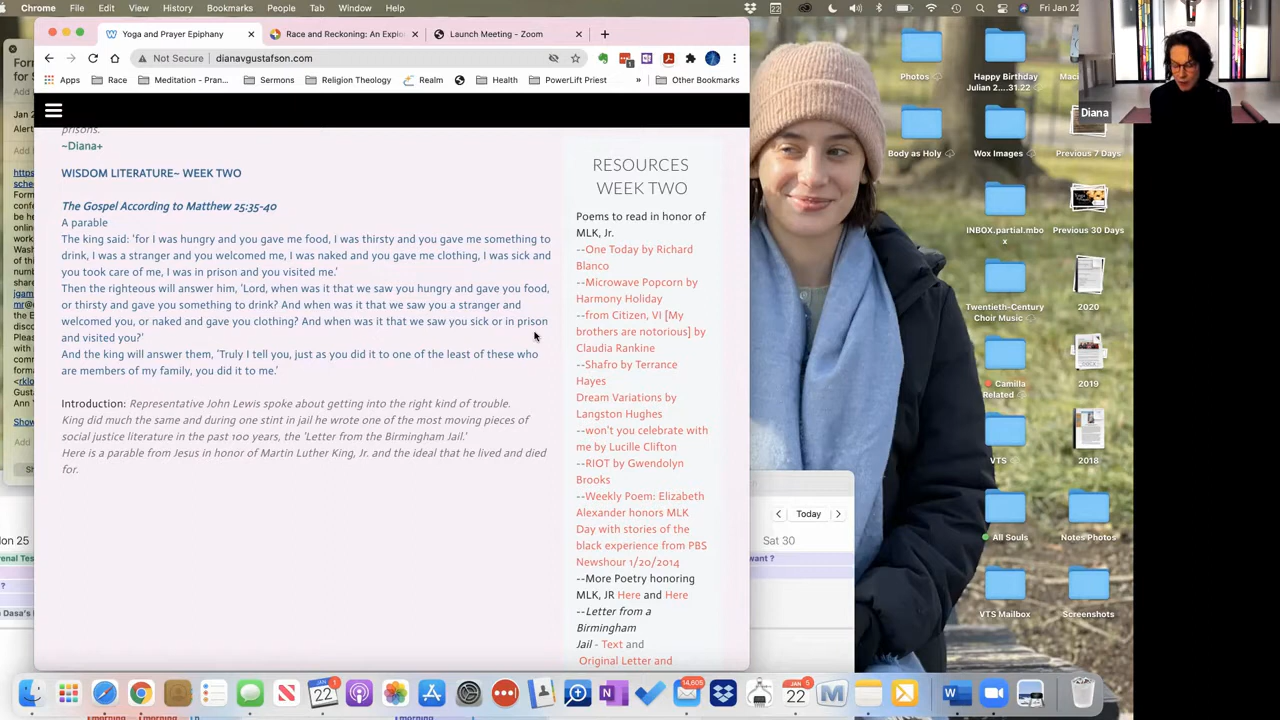 Chrome File Edit View History Bookmarks People Tab Window Help
Fri Jan 22
Yoga and Prayer Epiphany
Race and Reckoning: An Explo
Launch Meeting - Zoom
Not Secure | dianavgustafson.com
Apps Race Meditation - Pran... Sermons Religion Theology Realm Health PowerLift Priest » Other Bookmarks
prisons.
~Diana+
WISDOM LITERATURE~ WEEK TWO
The Gospel According to Matthew 25:35-40
A parable
The king said: 'for I was hungry and you gave me food, I was thirsty and you gave me something to
drink, I was a stranger and you welcomed me, I was naked and you gave me clothing, I was sick and
you took care of me, I was in prison and you visited me.'
Then the righteous will answer him, 'Lord, when was it that we saw you hungry and gave you food,
or thirsty and gave you something to drink? And when was it that we saw you a stranger and
welcomed you, or naked and gave you clothing? And when was it that we saw you sick or in prison
and visited you?'
And the king will answer them, 'Truly I tell you, just as you did it to one of the least of these who
are members of my family, you did it to me.'
Introduction: Representative John Lewis spoke about getting into the right kind of trouble.
King did much the same and during one stint in jail he wrote one of the most moving pieces of
social justice literature in the past 100 years, the 'Letter from the Birmingham Jail.'
Here is a parable from Jesus in honor of Martin Luther King, Jr. and the ideal that he lived and died
for.
RESOURCES
WEEK TWO
Poems to read in honor of
MLK, Jr.
--One Today by Richard
Blanco
--Microwave Popcorn by
Harmony Holiday
--from Citizen, VI [My
brothers are notorious] by
Claudia Rankine
--Shafro by Terrance
Hayes
Dream Variations by
Langston Hughes
--won't you celebrate with
me by Lucille Clifton
--RIOT by Gwendolyn
Brooks
--Weekly Poem: Elizabeth
Alexander honors MLK
Day with stories of the
black experience from PBS
Newshour 1/20/2014
--More Poetry honoring
MLK, JR Here and Here
--Letter from a
Birmingham
Jail - Text and
Original Letter and
Today
Sat 30
want ?
Photos
Happy Birthday
Julian 2....31.22
Body as Holy
Wox Images
Previous 7 Days
INBOX.partial.mbo
x
Previous 30 Days
Twentieth-Century
Choir Music
2020
Camilla
Related
2019
VTS
2018
All Souls
Notes Photos
VTS Mailbox
Screenshots
Diana
JAN
22
14,605
JAN
22